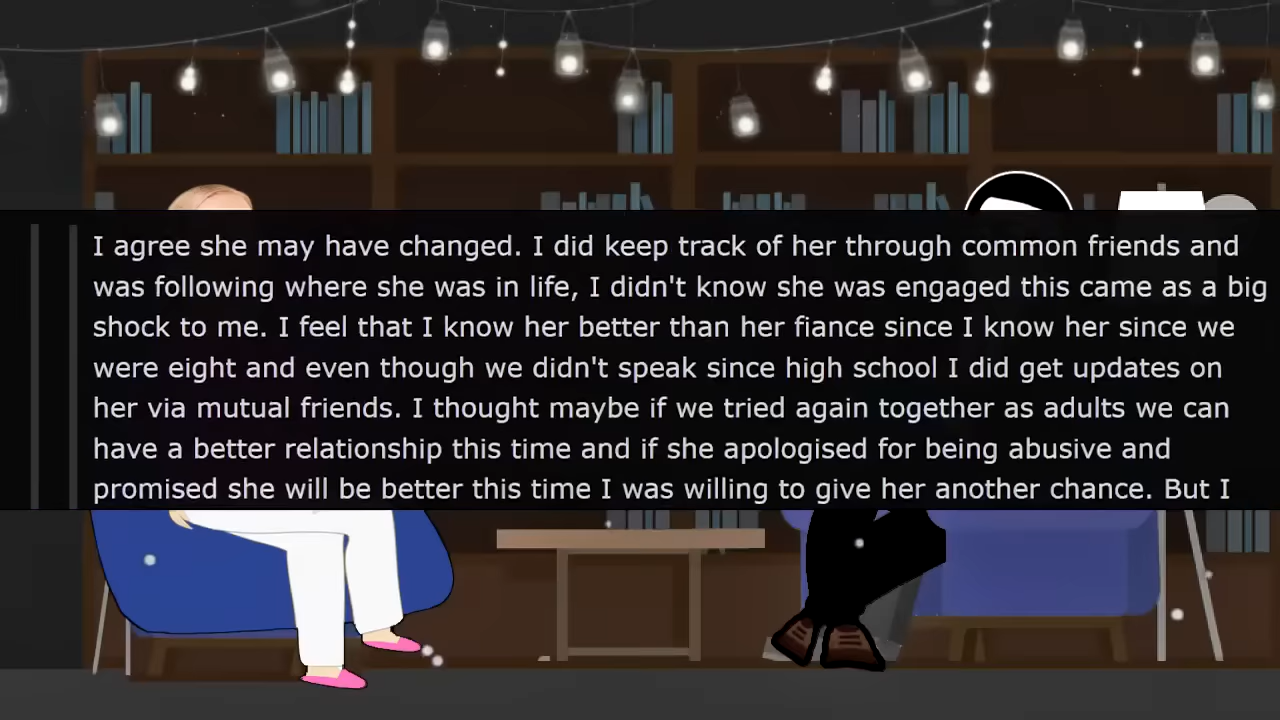 I agree she may have changed. I did keep track of her through common friends and
was following where she was in life, I didn't know she was engaged this came as a big
shock to me. I feel that I know her better than her fiance since I know her since we
were eight and even though we didn't speak since high school I did get updates on
her via mutual friends. I thought maybe if we tried again together as adults we can
have a better relationship this time and if she apologised for being abusive and
promised she will be better this time I was willing to give her another chance. But I